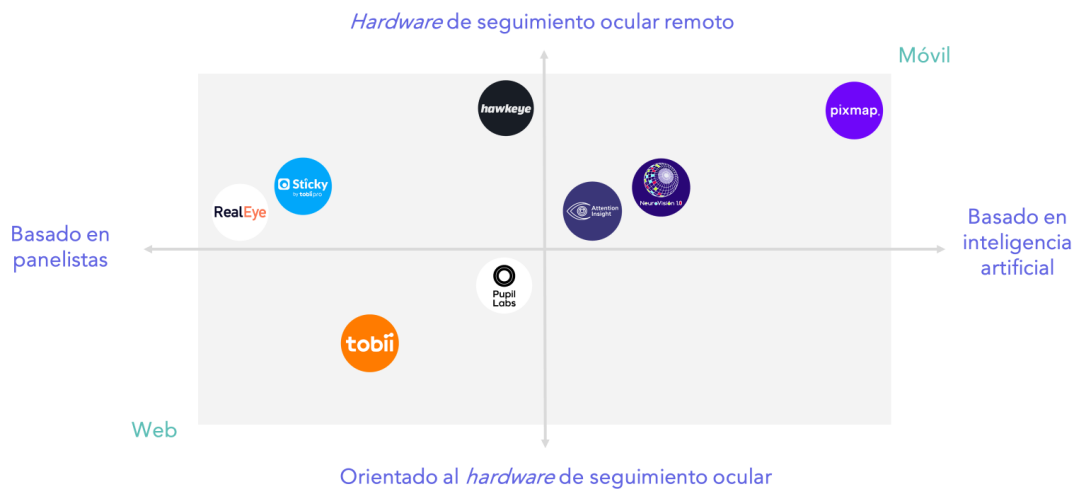 Hardware de seguimiento ocular remoto
Móvil
hawkeye
pixmap.
Sticky
by tobii pro
NeuroVisión 1.0
RealEye
Attention
Insight
Basado en
panelistas
Basado en
inteligencia
artificial
Pupil
Labs
tobii
Web
Orientado al hardware de seguimiento ocular